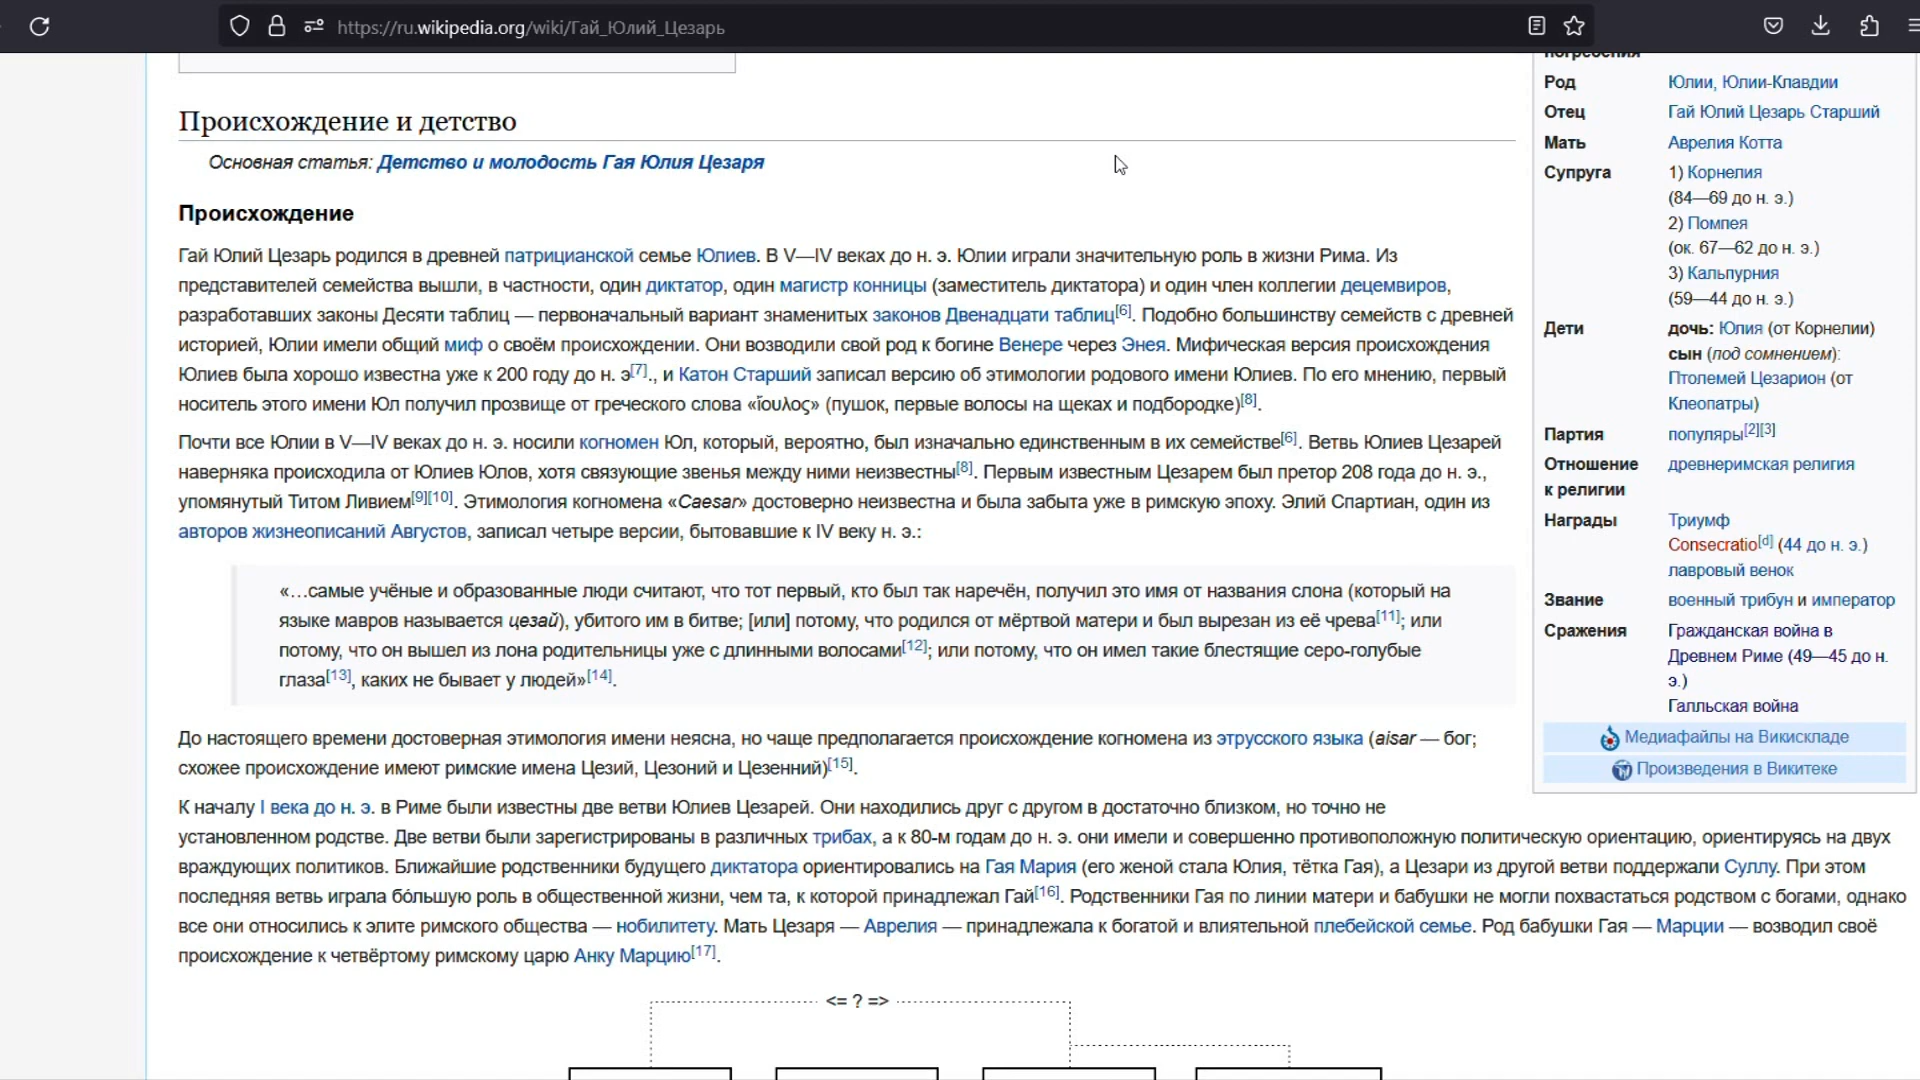 https://ru.wikipedia.org/wiki/Гай_Юлий_Цезарь
Происхождение и детство
Основная статья: Детство и молодость Гая Юлия Цезаря
Происхождение
Гай Юлий Цезарь родился в древней патрицианской семье Юлиев. В V—IV веках до н. э. Юлии играли значительную роль в жизни Рима. Из
представителей семейства вышли, в частности, один диктатор, один магистр конницы (заместитель диктатора) и один член коллегии децемвиров,
разработавших законы Десяти таблиц — первоначальный вариант знаменитых законов Двенадцати таблиц[6]. Подобно большинству семейств с древней
историей, Юлии имели общий миф о своём происхождении. Они возводили свой род к богине Венере через Энея. Мифическая версия происхождения
Юлиев была хорошо известна уже к 200 году до н. э[7]., и Катон Старший записал версию об этимологии родового имени Юлиев. По его мнению, первый
носитель этого имени Юл получил прозвище от греческого слова «ἴουλος» (пушок, первые волосы на щеках и подбородке)[8].
Почти все Юлии в V—IV веках до н. э. носили когномен Юл, который, вероятно, был изначально единственным в их семействе[6]. Ветвь Юлиев Цезарей
наверняка происходила от Юлиев Юлов, хотя связующие звенья между ними неизвестны[8]. Первым известным Цезарем был претор 208 года до н. э.,
упомянутый Титом Ливием[9][10]. Этимология когномена «Caesar» достоверно неизвестна и была забыта уже в римскую эпоху. Элий Спартиан, один из
авторов жизнеописаний Августов, записал четыре версии, бытовавшие к IV веку н. э.:
«…самые учёные и образованные люди считают, что тот первый, кто был так наречён, получил это имя от названия слона (который на
языке мавров называется цезай), убитого им в битве; [или] потому, что родился от мёртвой матери и был вырезан из её чрева[11]; или
потому, что он вышел из лона родительницы уже с длинными волосами[12]; или потому, что он имел такие блестящие серо-голубые
глаза[13], каких не бывает у людей»[14].
До настоящего времени достоверная этимология имени неясна, но чаще предполагается происхождение когномена из этрусского языка (aisar — бог;
схожее происхождение имеют римские имена Цезий, Цезоний и Цезенний)[15].
К началу I века до н. э. в Риме были известны две ветви Юлиев Цезарей. Они находились друг с другом в достаточно близком, но точно не
установленном родстве. Две ветви были зарегистрированы в различных трибах, а к 80-м годам до н. э. они имели и совершенно противоположную политическую ориентацию, ориентируясь на двух
враждующих политиков. Ближайшие родственники будущего диктатора ориентировались на Гая Мария (его женой стала Юлия, тётка Гая), а Цезари из другой ветви поддержали Суллу. При этом
последняя ветвь играла бо́льшую роль в общественной жизни, чем та, к которой принадлежал Гай[16]. Родственники Гая по линии матери и бабушки не могли похвастаться родством с богами, однако
все они относились к элите римского общества — нобилитету. Мать Цезаря — Аврелия — принадлежала к богатой и влиятельной плебейской семье. Род бабушки Гая — Марции — возводил своё
происхождение к четвёртому римскому царю Анку Марцию[17].
<= ? =>
погребения
Род Юлии, Юлии-Клавдии
Отец Гай Юлий Цезарь Старший
Мать Аврелия Котта
Супруга 1) Корнелия
(84—69 до н. э.)
2) Помпея
(ок. 67—62 до н. э.)
3) Кальпурния
(59—44 до н. э.)
Дети дочь: Юлия (от Корнелии)
сын (под сомнением):
Птолемей Цезарион (от
Клеопатры)
Партия популяры[2][3]
Отношение древнеримская религия
к религии
Награды Триумф
Consecratio[d] (44 до н. э.)
лавровый венок
Звание военный трибун и император
Сражения Гражданская война в
Древнем Риме (49—45 до н.
э.)
Галльская война
Медиафайлы на Викискладе
Произведения в Викитеке